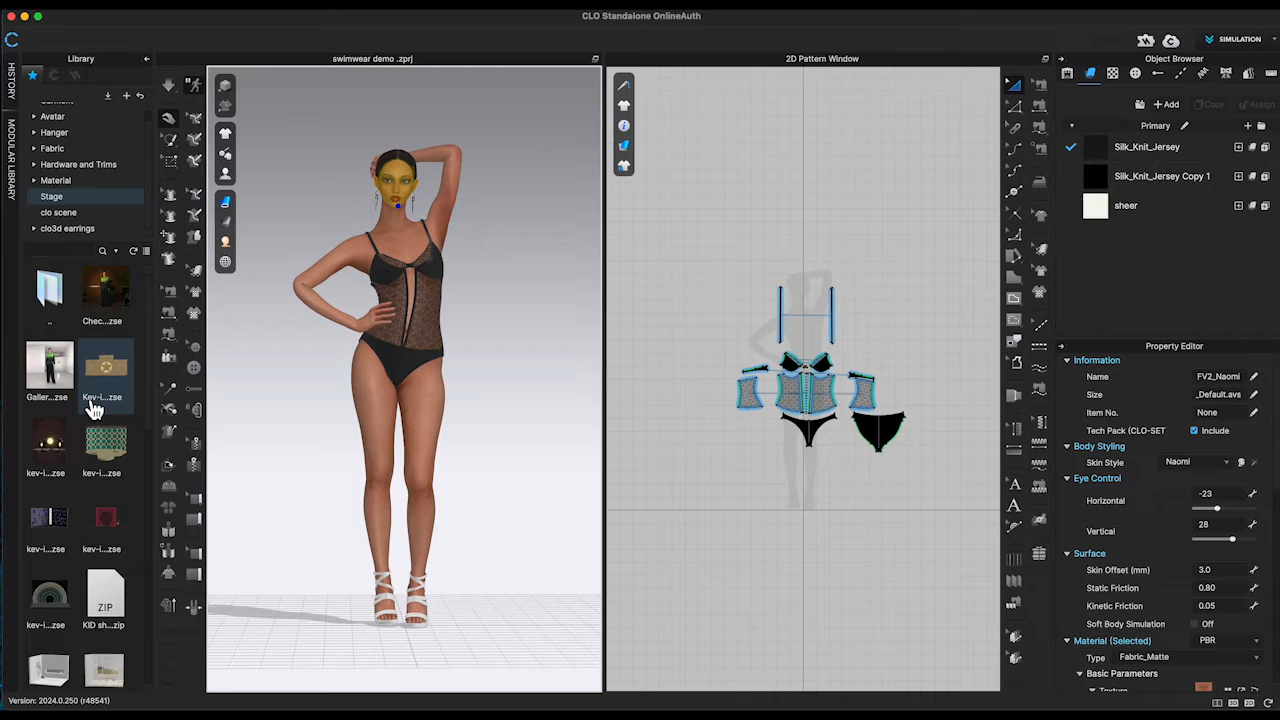 CLO Standalone OnlineAuth
SIMULATION
HISTORY
MODULAR LIBRARY
Library
swimwear demo .zprj
2D Pattern Window
Object Browser
Avatar
Hanger
Fabric
Hardware and Trims
Material
Stage
clo scene
clo3d earrings
..
Chec...zse
Galler...zse
Kev-i...zse
kev-i...zse
kev-i...zse
kev-i...zse
kev-i...zse
kev-i...zse
ZIP
KID sh...zip
+ Add
Copy
Assign
Primary
Silk_Knit_Jersey
Silk_Knit_Jersey Copy 1
sheer
Property Editor
Information
Name FV2_Naomi
Size _Default.avs
Item No. None
Tech Pack (CLO-SET Include
Body Styling
Skin Style Naomi
Eye Control
Horizontal -23
Vertical 28
Surface
Skin Offset (mm) 3.0
Static Friction 0.80
Kinetic Friction 0.05
Soft Body Simulation Off
Material (Selected) PBR
Type Fabric_Matte
Basic Parameters
Version: 2024.0.250 (r48541)
3D
2D